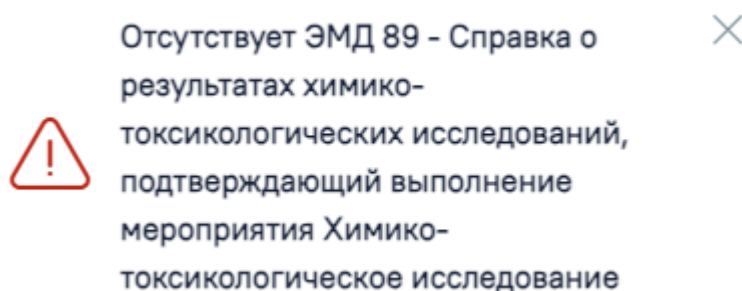 Отсутствует ЭМД 89 - Справка о
результатах химико-
токсикологических исследований,
подтверждающий выполнение
мероприятия Химико-
токсикологическое исследование